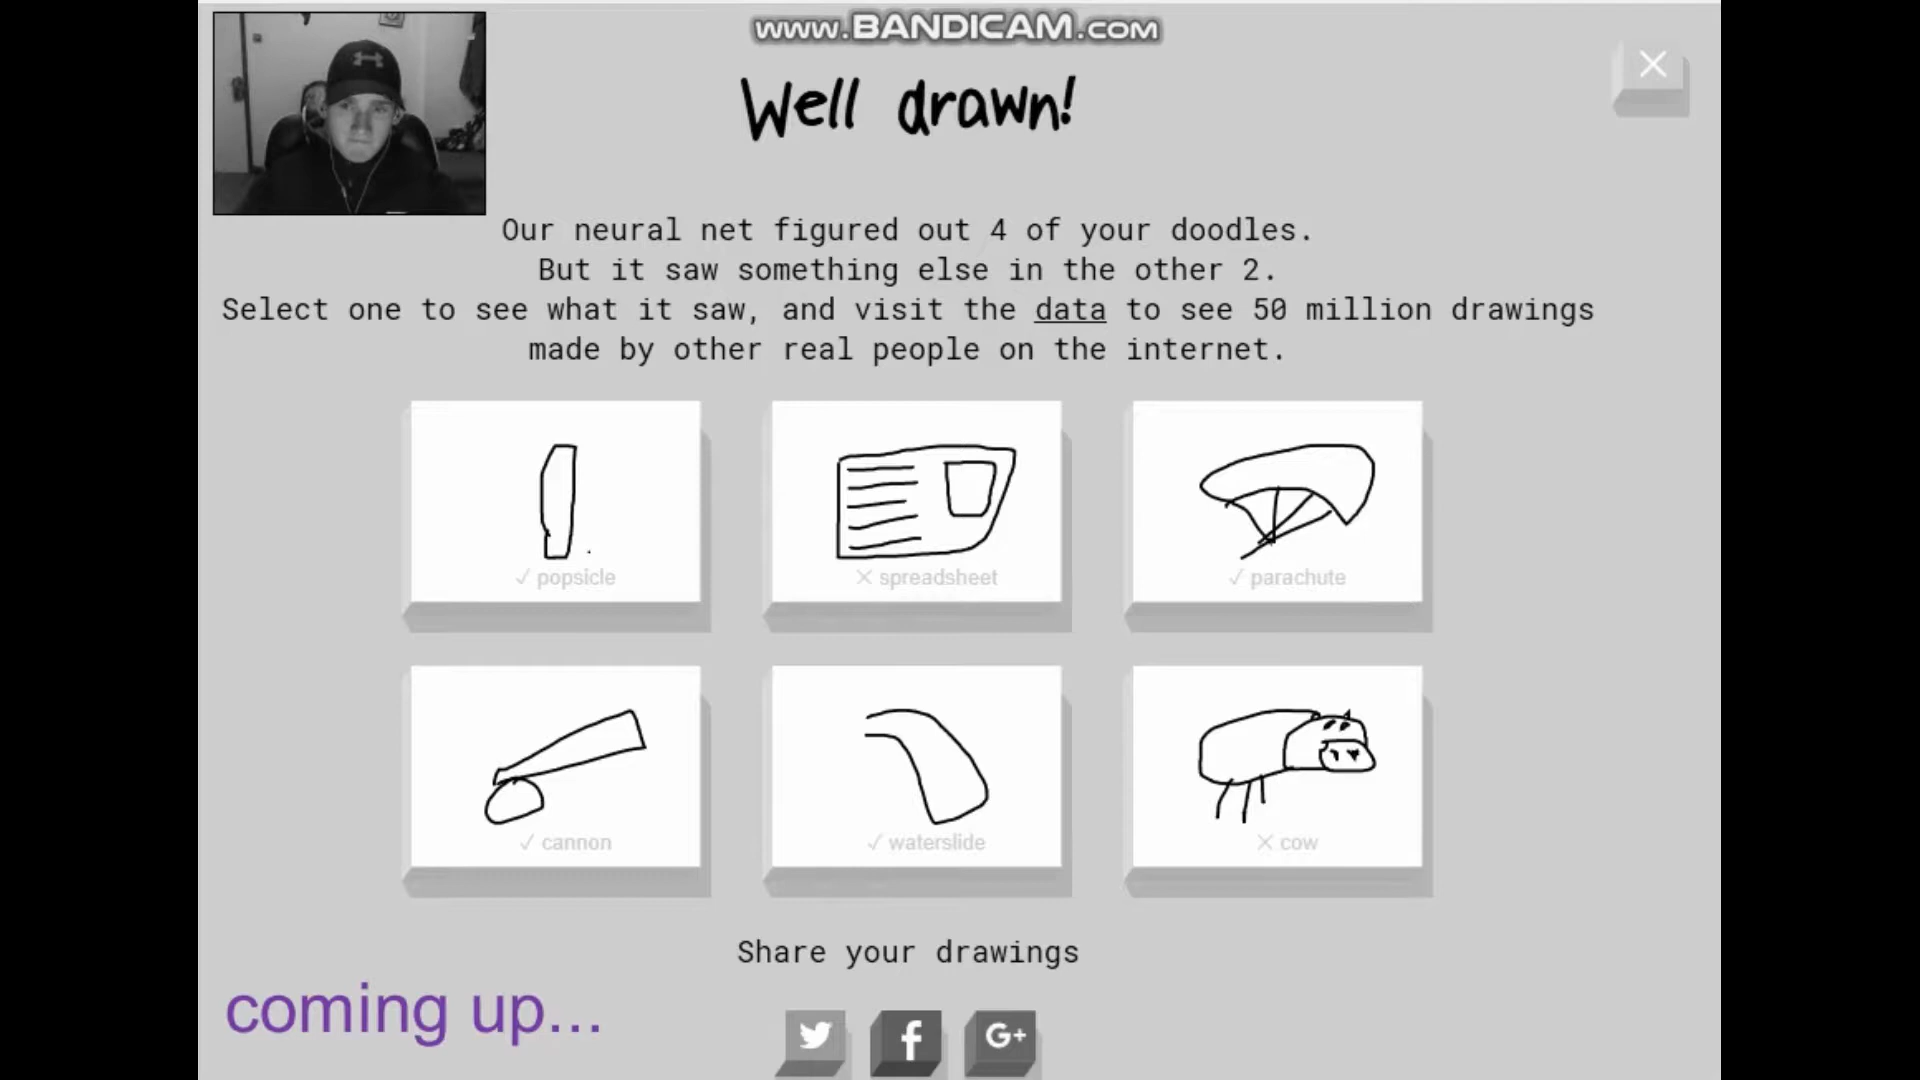 www.BANDICAM.com
Well drawn!
Our neural net figured out 4 of your doodles.
But it saw something else in the other 2.
Select one to see what it saw, and visit the data to see 50 million drawings
made by other real people on the internet.
✓ popsicle
✕ spreadsheet
✓ parachute
✓ cannon
✓ waterslide
✕ cow
Share your drawings
coming up...
f
G+